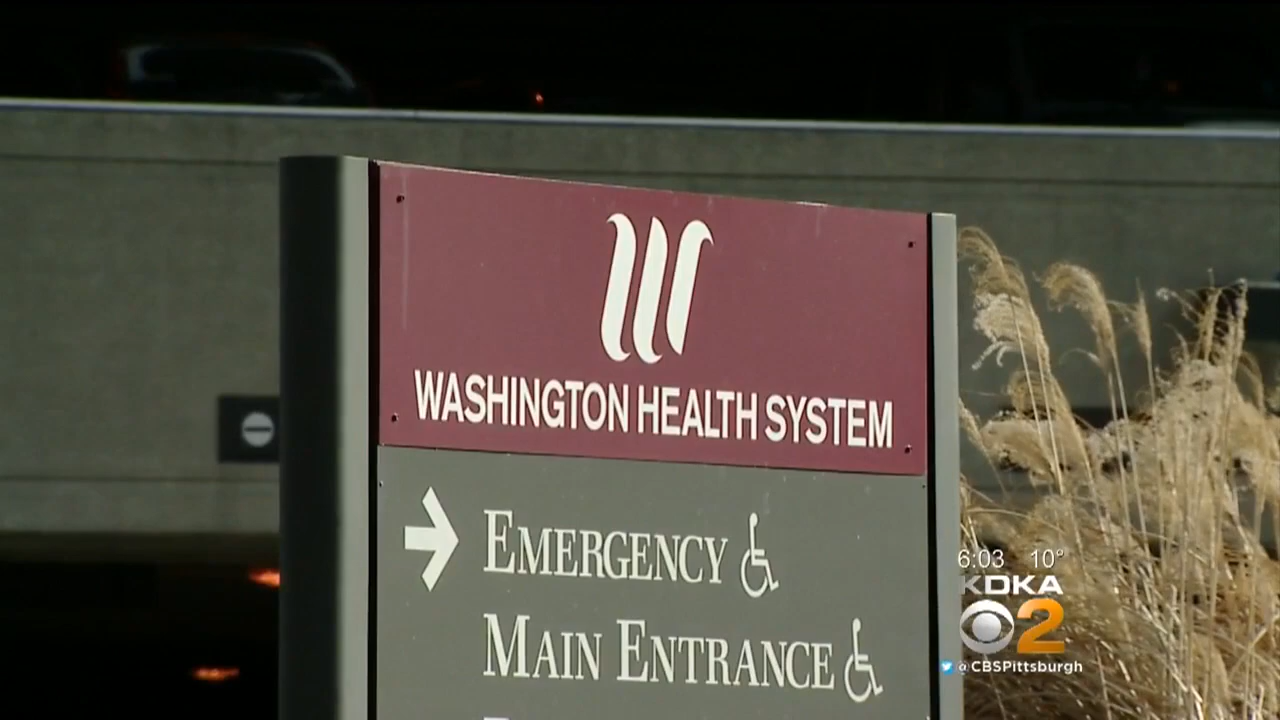 WASHINGTON HEALTH SYSTEM
EMERGENCY
MAIN ENTRANCE
6:03 10°
KDKA
2
@CBSPittsburgh